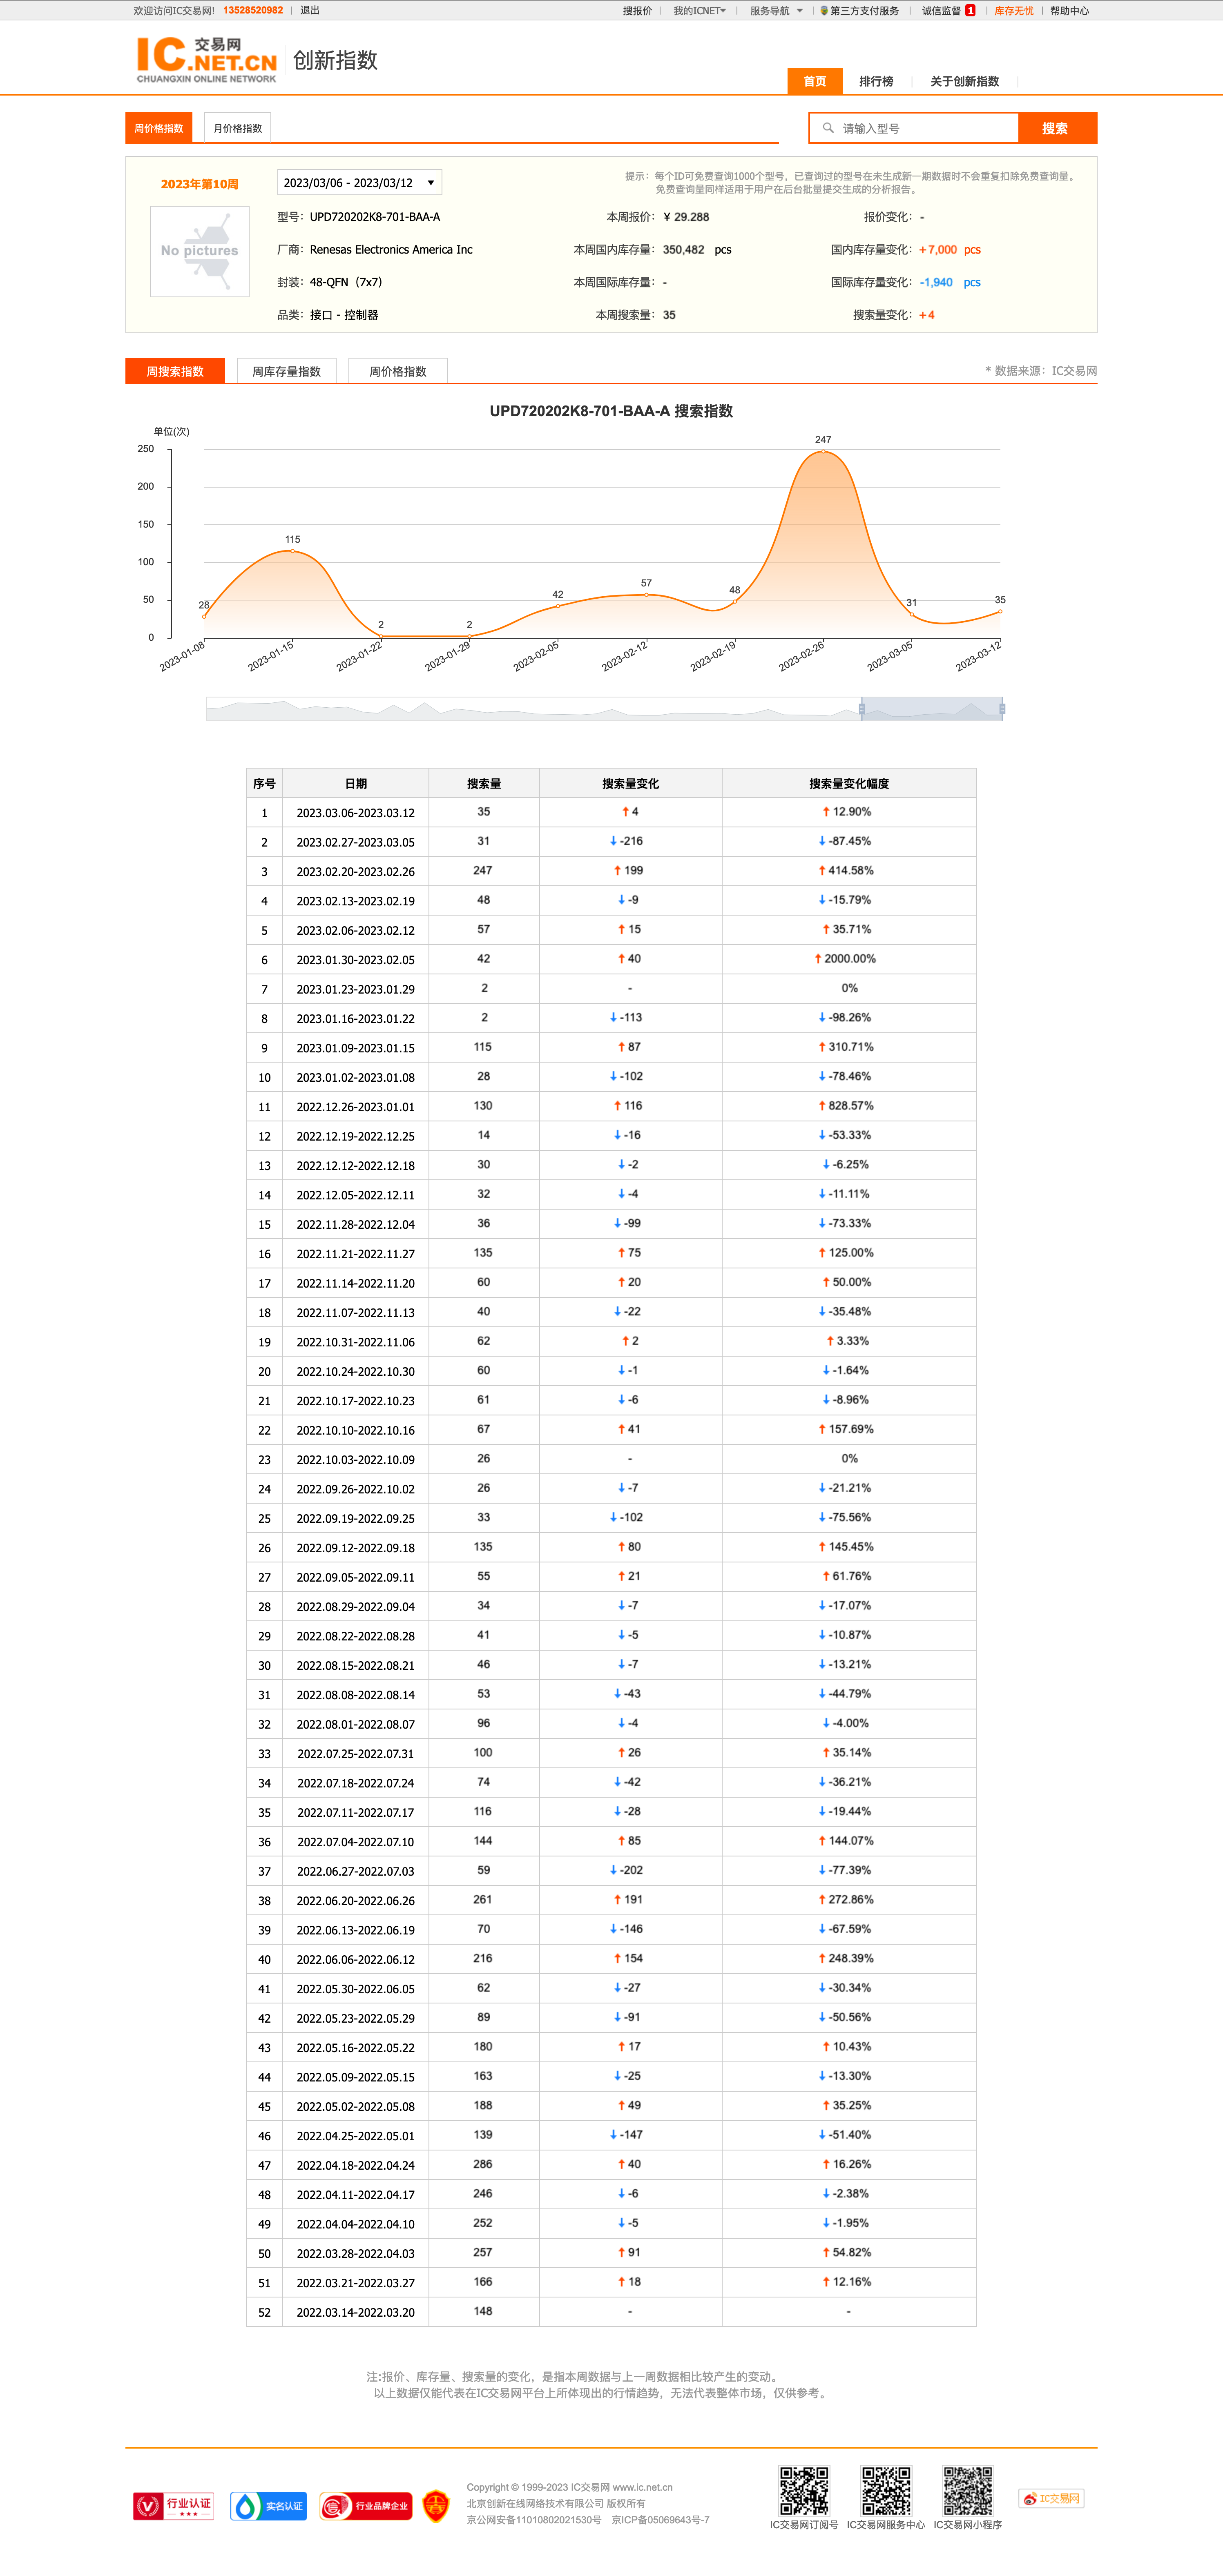 欢迎访问IC交易网! 13528520982 | 退出 搜报价 | 我的ICNET | 服务导航 | 第三方支付服务 | 诚信监督 1 | 库存无忧 | 帮助中心
IC 交易网
.NET.CN
CHUANGXIN ONLINE NETWORK
创新指数
首页 排行榜 关于创新指数
周价格指数 月价格指数 请输入型号 搜索
2023年第10周 2023/03/06 - 2023/03/12
提示：每个ID可免费查询1000个型号，已查询过的型号在未生成新一期数据时不会重复扣除免费查询量。
免费查询量同样适用于用户在后台批量提交生成的分析报告。
No pictures
型号：UPD720202K8-701-BAA-A 本周报价：¥ 29.288 报价变化：-
厂商：Renesas Electronics America Inc 本周国内库存量：350,482 pcs 国内库存量变化：+7,000 pcs
封装：48-QFN（7x7） 本周国际库存量：- 国际库存量变化：-1,940 pcs
品类：接口 - 控制器 本周搜索量：35 搜索量变化：+4
周搜索指数 周库存量指数 周价格指数 * 数据来源：IC交易网
UPD720202K8-701-BAA-A 搜索指数
单位(次)
250
200
150
100
50
0
28 115 2 2 42 57 48 247 31 35
2023-01-08 2023-01-15 2023-01-22 2023-01-29 2023-02-05 2023-02-12 2023-02-19 2023-02-26 2023-03-05 2023-03-12
序号 日期 搜索量 搜索量变化 搜索量变化幅度
1 2023.03.06-2023.03.12 35 ↑ 4 ↑ 12.90%
2 2023.02.27-2023.03.05 31 ↓ -216 ↓ -87.45%
3 2023.02.20-2023.02.26 247 ↑ 199 ↑ 414.58%
4 2023.02.13-2023.02.19 48 ↓ -9 ↓ -15.79%
5 2023.02.06-2023.02.12 57 ↑ 15 ↑ 35.71%
6 2023.01.30-2023.02.05 42 ↑ 40 ↑ 2000.00%
7 2023.01.23-2023.01.29 2 - 0%
8 2023.01.16-2023.01.22 2 ↓ -113 ↓ -98.26%
9 2023.01.09-2023.01.15 115 ↑ 87 ↑ 310.71%
10 2023.01.02-2023.01.08 28 ↓ -102 ↓ -78.46%
11 2022.12.26-2023.01.01 130 ↑ 116 ↑ 828.57%
12 2022.12.19-2022.12.25 14 ↓ -16 ↓ -53.33%
13 2022.12.12-2022.12.18 30 ↓ -2 ↓ -6.25%
14 2022.12.05-2022.12.11 32 ↓ -4 ↓ -11.11%
15 2022.11.28-2022.12.04 36 ↓ -99 ↓ -73.33%
16 2022.11.21-2022.11.27 135 ↑ 75 ↑ 125.00%
17 2022.11.14-2022.11.20 60 ↑ 20 ↑ 50.00%
18 2022.11.07-2022.11.13 40 ↓ -22 ↓ -35.48%
19 2022.10.31-2022.11.06 62 ↑ 2 ↑ 3.33%
20 2022.10.24-2022.10.30 60 ↓ -1 ↓ -1.64%
21 2022.10.17-2022.10.23 61 ↓ -6 ↓ -8.96%
22 2022.10.10-2022.10.16 67 ↑ 41 ↑ 157.69%
23 2022.10.03-2022.10.09 26 - 0%
24 2022.09.26-2022.10.02 26 ↓ -7 ↓ -21.21%
25 2022.09.19-2022.09.25 33 ↓ -102 ↓ -75.56%
26 2022.09.12-2022.09.18 135 ↑ 80 ↑ 145.45%
27 2022.09.05-2022.09.11 55 ↑ 21 ↑ 61.76%
28 2022.08.29-2022.09.04 34 ↓ -7 ↓ -17.07%
29 2022.08.22-2022.08.28 41 ↓ -5 ↓ -10.87%
30 2022.08.15-2022.08.21 46 ↓ -7 ↓ -13.21%
31 2022.08.08-2022.08.14 53 ↓ -43 ↓ -44.79%
32 2022.08.01-2022.08.07 96 ↓ -4 ↓ -4.00%
33 2022.07.25-2022.07.31 100 ↑ 26 ↑ 35.14%
34 2022.07.18-2022.07.24 74 ↓ -42 ↓ -36.21%
35 2022.07.11-2022.07.17 116 ↓ -28 ↓ -19.44%
36 2022.07.04-2022.07.10 144 ↑ 85 ↑ 144.07%
37 2022.06.27-2022.07.03 59 ↓ -202 ↓ -77.39%
38 2022.06.20-2022.06.26 261 ↑ 191 ↑ 272.86%
39 2022.06.13-2022.06.19 70 ↓ -146 ↓ -67.59%
40 2022.06.06-2022.06.12 216 ↑ 154 ↑ 248.39%
41 2022.05.30-2022.06.05 62 ↓ -27 ↓ -30.34%
42 2022.05.23-2022.05.29 89 ↓ -91 ↓ -50.56%
43 2022.05.16-2022.05.22 180 ↑ 17 ↑ 10.43%
44 2022.05.09-2022.05.15 163 ↓ -25 ↓ -13.30%
45 2022.05.02-2022.05.08 188 ↑ 49 ↑ 35.25%
46 2022.04.25-2022.05.01 139 ↓ -147 ↓ -51.40%
47 2022.04.18-2022.04.24 286 ↑ 40 ↑ 16.26%
48 2022.04.11-2022.04.17 246 ↓ -6 ↓ -2.38%
49 2022.04.04-2022.04.10 252 ↓ -5 ↓ -1.95%
50 2022.03.28-2022.04.03 257 ↑ 91 ↑ 54.82%
51 2022.03.21-2022.03.27 166 ↑ 18 ↑ 12.16%
52 2022.03.14-2022.03.20 148 - -
注:报价、库存量、搜索量的变化，是指本周数据与上一周数据相比较产生的变动。
以上数据仅能代表在IC交易网平台上所体现出的行情趋势，无法代表整体市场，仅供参考。
行业认证 实名认证 行业品牌企业
Copyright © 1999-2023 IC交易网 www.ic.net.cn
北京创新在线网络技术有限公司 版权所有
京公网安备11010802021530号 京ICP备05069643号-7
IC交易网订阅号 IC交易网服务中心 IC交易网小程序
IC交易网